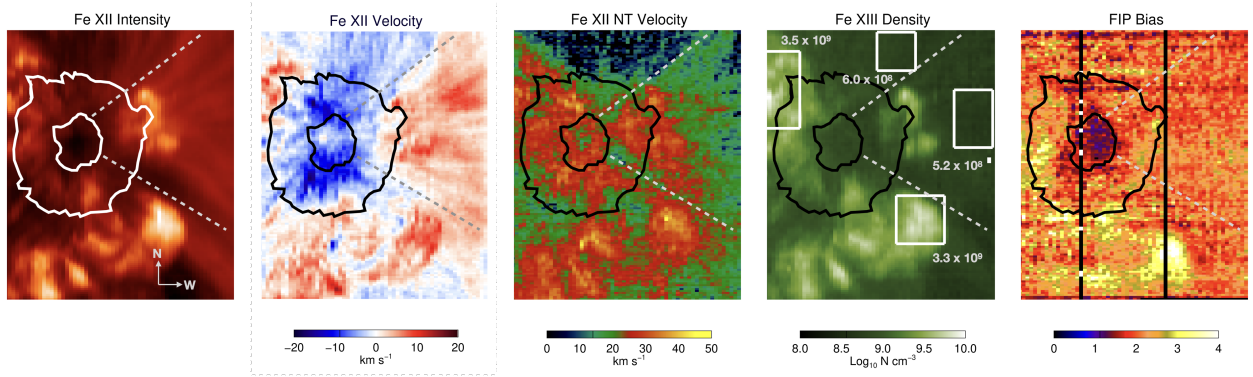 Fe XII Intensity
Fe XII Velocity
Fe XII NT Velocity
Fe XIII Density
FIP Bias
3.5 x 10⁹
6.0 x 10⁸
5.2 x 10⁸
3.3 x 10⁹
N
W
−20 −10 0 10 20
km s⁻¹
0 10 20 30 40 50
km s⁻¹
8.0 8.5 9.0 9.5 10.0
Log₁₀ N cm⁻³
0 1 2 3 4